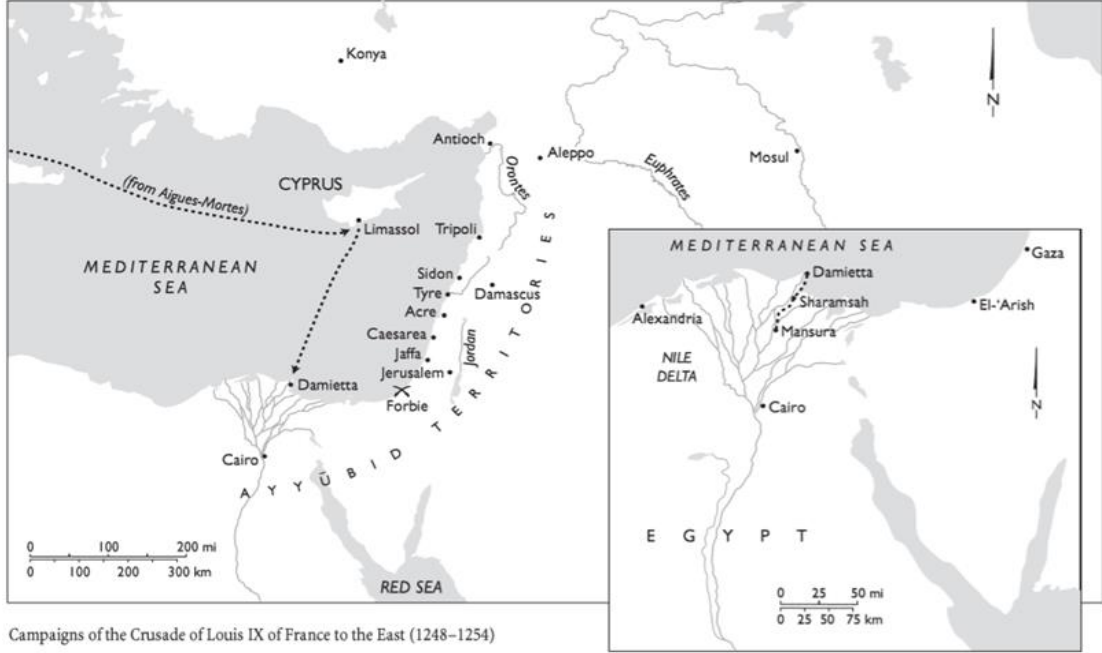 Konya
Antioch
Aleppo
Mosul
Orontes
Euphrates
(from Aigues-Mortes)
CYPRUS
Limassol
Tripoli
MEDITERRANEAN
SEA
Sidon
Tyre
Damascus
Acre
Caesarea
Jordan
Jaffa
Jerusalem
Damietta
Forbie
Cairo
AYYŪBID TERRITORIES
RED SEA
0 100 200 mi
0 100 200 300 km
N
MEDITERRANEAN SEA
Gaza
Damietta
Sharamsah
El-'Arish
Alexandria
Mansura
NILE
DELTA
Cairo
N
EGYPT
0 25 50 mi
0 25 50 75 km
Campaigns of the Crusade of Louis IX of France to the East (1248–1254)